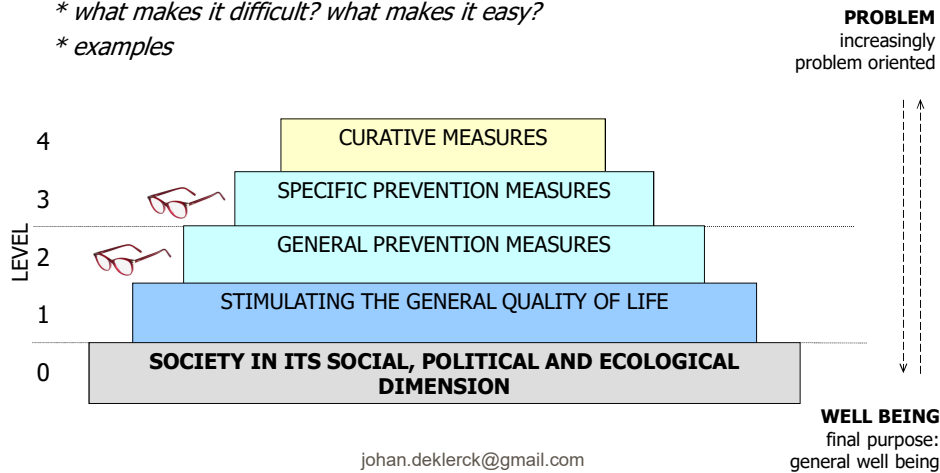 * what makes it difficult? what makes it easy?
* examples
PROBLEM
increasingly
problem oriented
LEVEL
4
CURATIVE MEASURES
3
SPECIFIC PREVENTION MEASURES
2
GENERAL PREVENTION MEASURES
1
STIMULATING THE GENERAL QUALITY OF LIFE
0
SOCIETY IN ITS SOCIAL, POLITICAL AND ECOLOGICAL
DIMENSION
WELL BEING
final purpose:
general well being
johan.deklerck@gmail.com